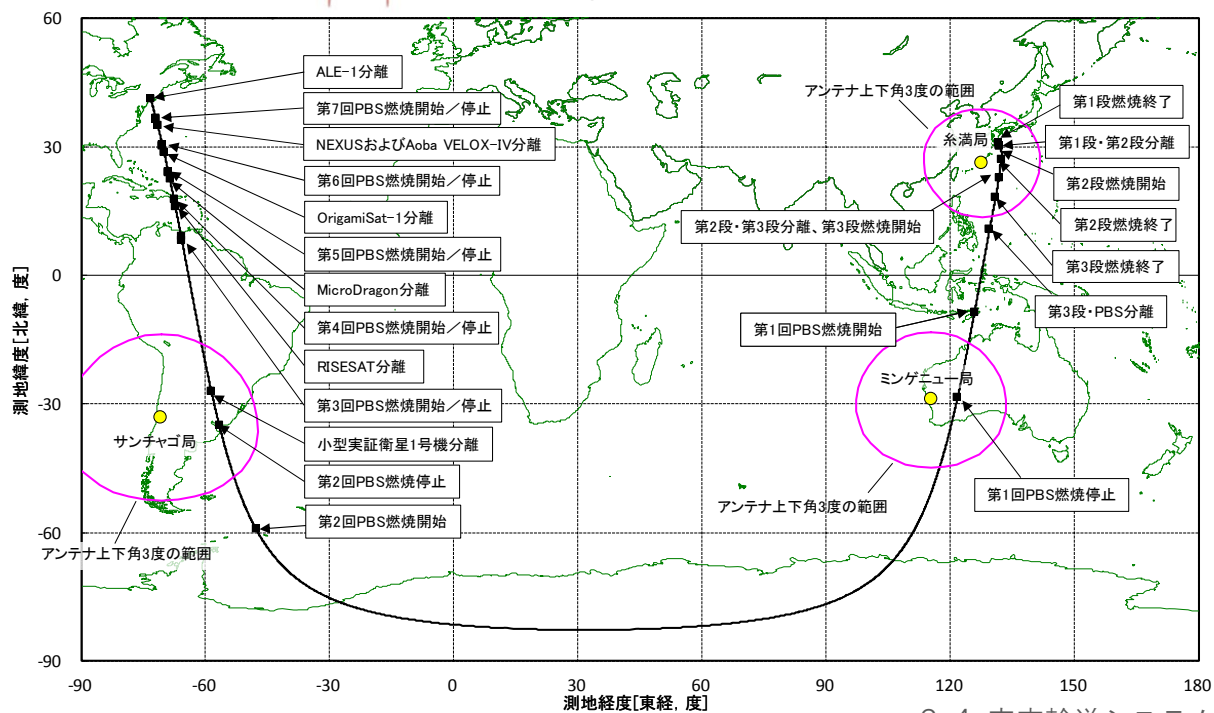 60
30
0
-30
-60
-90
測地緯度[北緯, 度]
ALE-1分離
第7回PBS燃焼開始／停止
NEXUSおよびAoba VELOX-IV分離
第6回PBS燃焼開始／停止
OrigamiSat-1分離
第5回PBS燃焼開始／停止
MicroDragon分離
第4回PBS燃焼開始／停止
RISESAT分離
第3回PBS燃焼開始／停止
小型実証衛星1号機分離
第2回PBS燃焼停止
第2回PBS燃焼開始
サンチャゴ局
アンテナ上下角3度の範囲
アンテナ上下角3度の範囲
糸満局
第1段燃焼終了
第1段・第2段分離
第2段燃焼開始
第2段燃焼終了
第2段・第3段分離、第3段燃焼開始
第3段燃焼終了
第3段・PBS分離
第1回PBS燃焼開始
ミンゲニュー局
アンテナ上下角3度の範囲
第1回PBS燃焼停止
-90
-60
-30
0
30
60
90
120
150
180
測地経度[東経, 度]